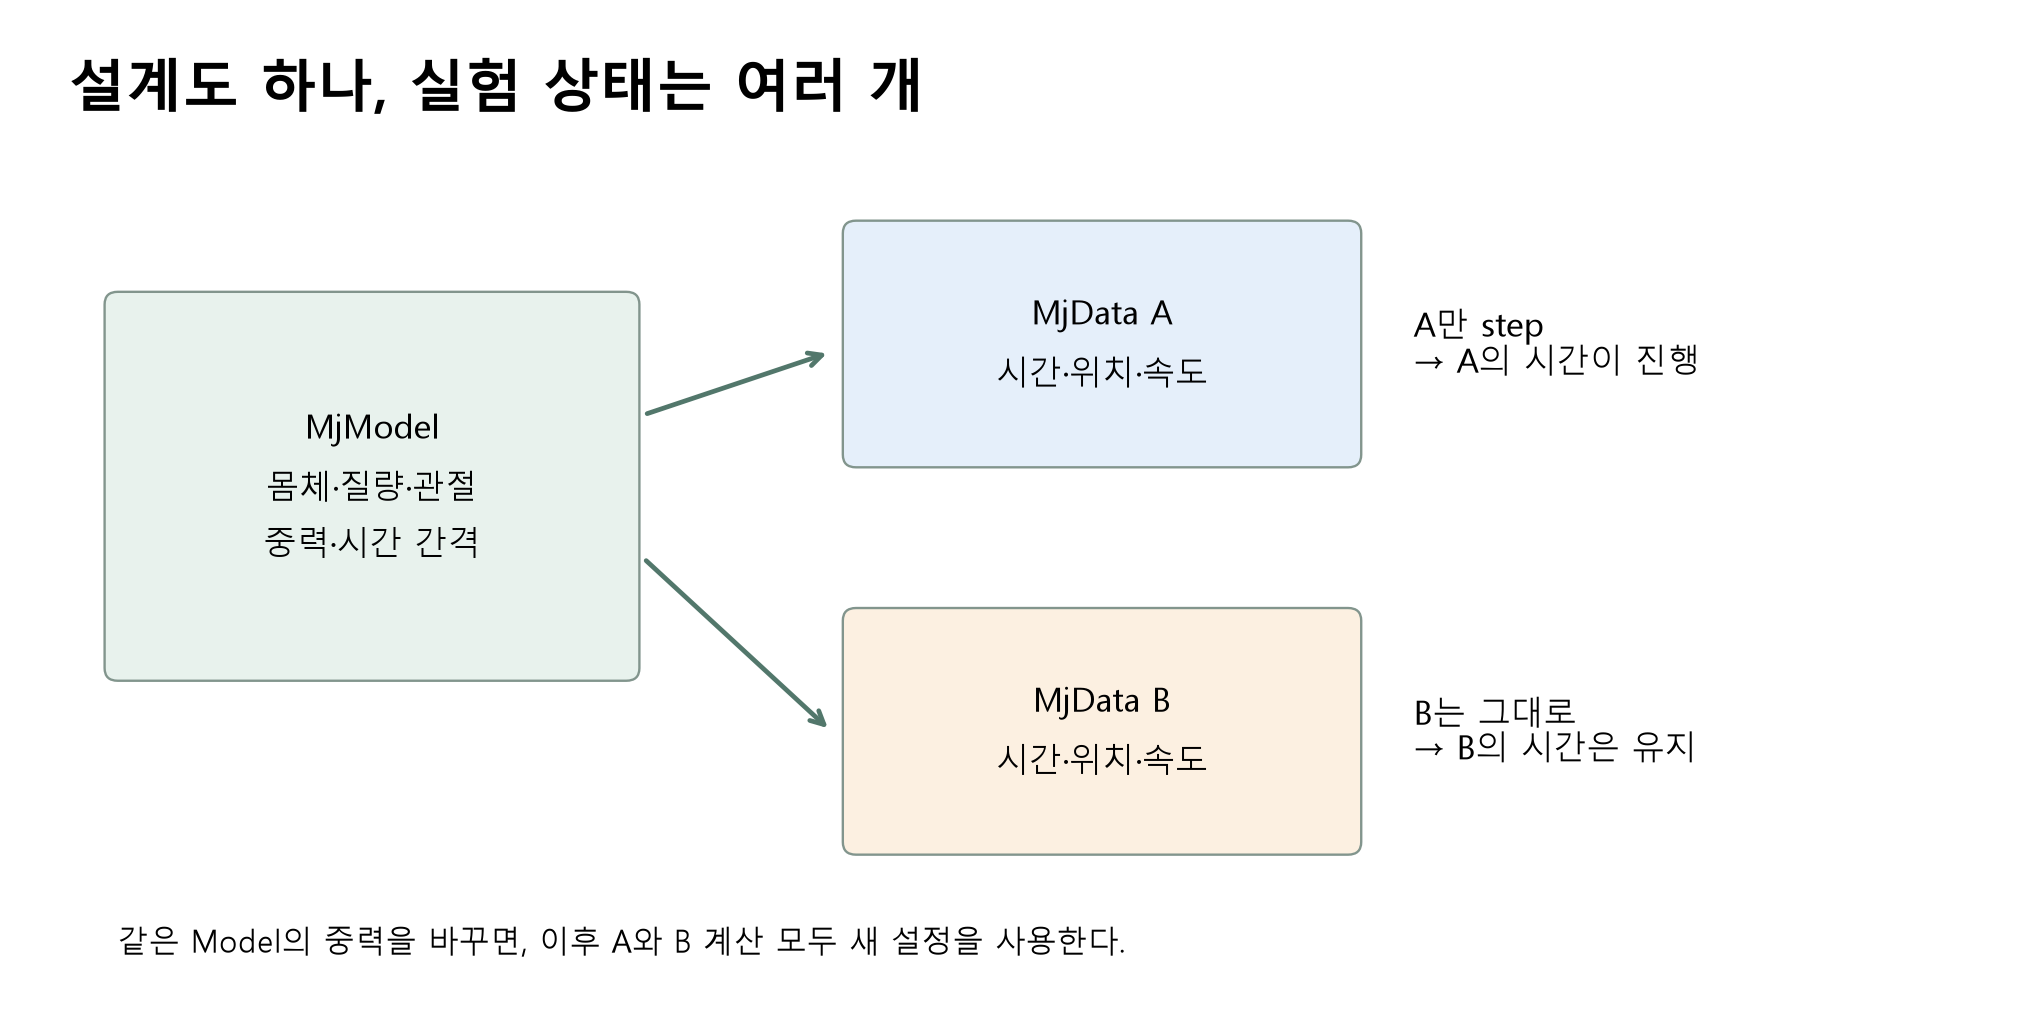 설계도 하나, 실험 상태는 여러 개
MjModel
몸체·질량·관절
중력·시간 간격
MjData A
시간·위치·속도
A만 step
→ A의 시간이 진행
MjData B
시간·위치·속도
B는 그대로
→ B의 시간은 유지
같은 Model의 중력을 바꾸면, 이후 A와 B 계산 모두 새 설정을 사용한다.